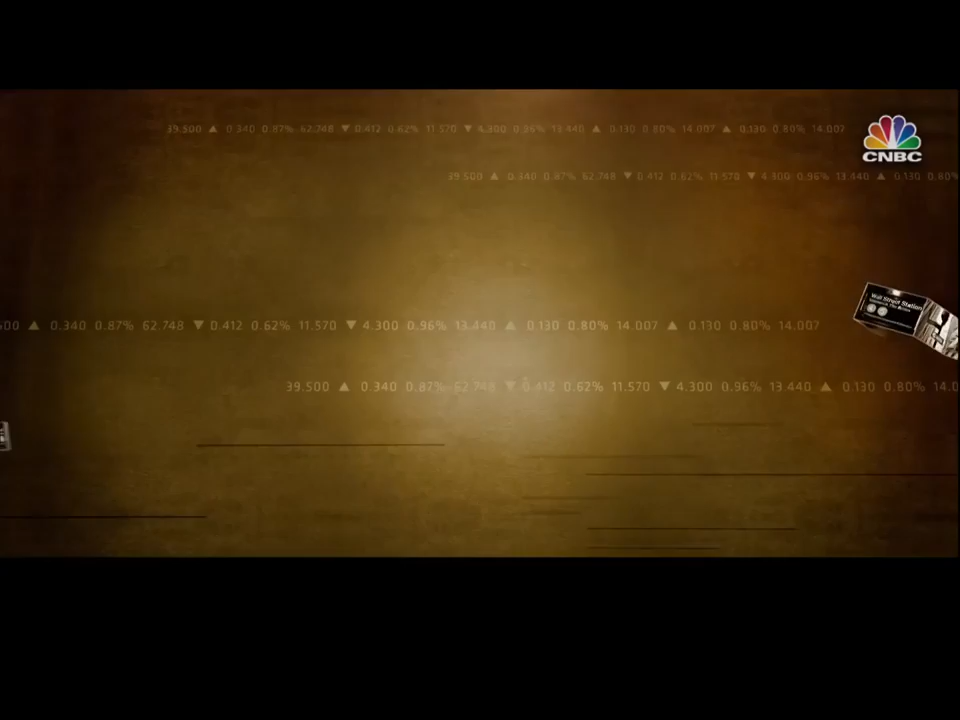 39.500 ▲ 0.340 0.87% 62.748 ▼ 0.412 0.62% 11.570 ▼ 4.300 0.96% 13.440 ▲ 0.130 0.80% 14.007 ▲ 0.130 0.80% 14.007
CNBC
39.500 ▲ 0.340 0.87% 62.748 ▼ 0.412 0.62% 11.570 ▼ 4.300 0.96% 13.440 ▲ 0.130 0.80%
Wall Street Station
500 ▲ 0.340 0.87% 62.748 ▼ 0.412 0.62% 11.570 ▼ 4.300 0.96% 13.440 ▲ 0.130 0.80% 14.007 ▲ 0.130 0.80% 14.007
39.500 ▲ 0.340 0.87% 62.748 ▼ 0.412 0.62% 11.570 ▼ 4.300 0.96% 13.440 ▲ 0.130 0.80% 14.0